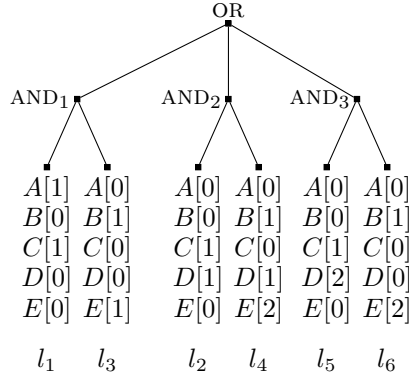 OR
AND₁ AND₂ AND₃
A[1] A[0] A[0] A[0] A[0] A[0]
B[0] B[1] B[0] B[1] B[0] B[1]
C[1] C[0] C[1] C[0] C[1] C[0]
D[0] D[0] D[1] D[1] D[2] D[0]
E[0] E[1] E[0] E[2] E[0] E[2]
l₁ l₃ l₂ l₄ l₅ l₆